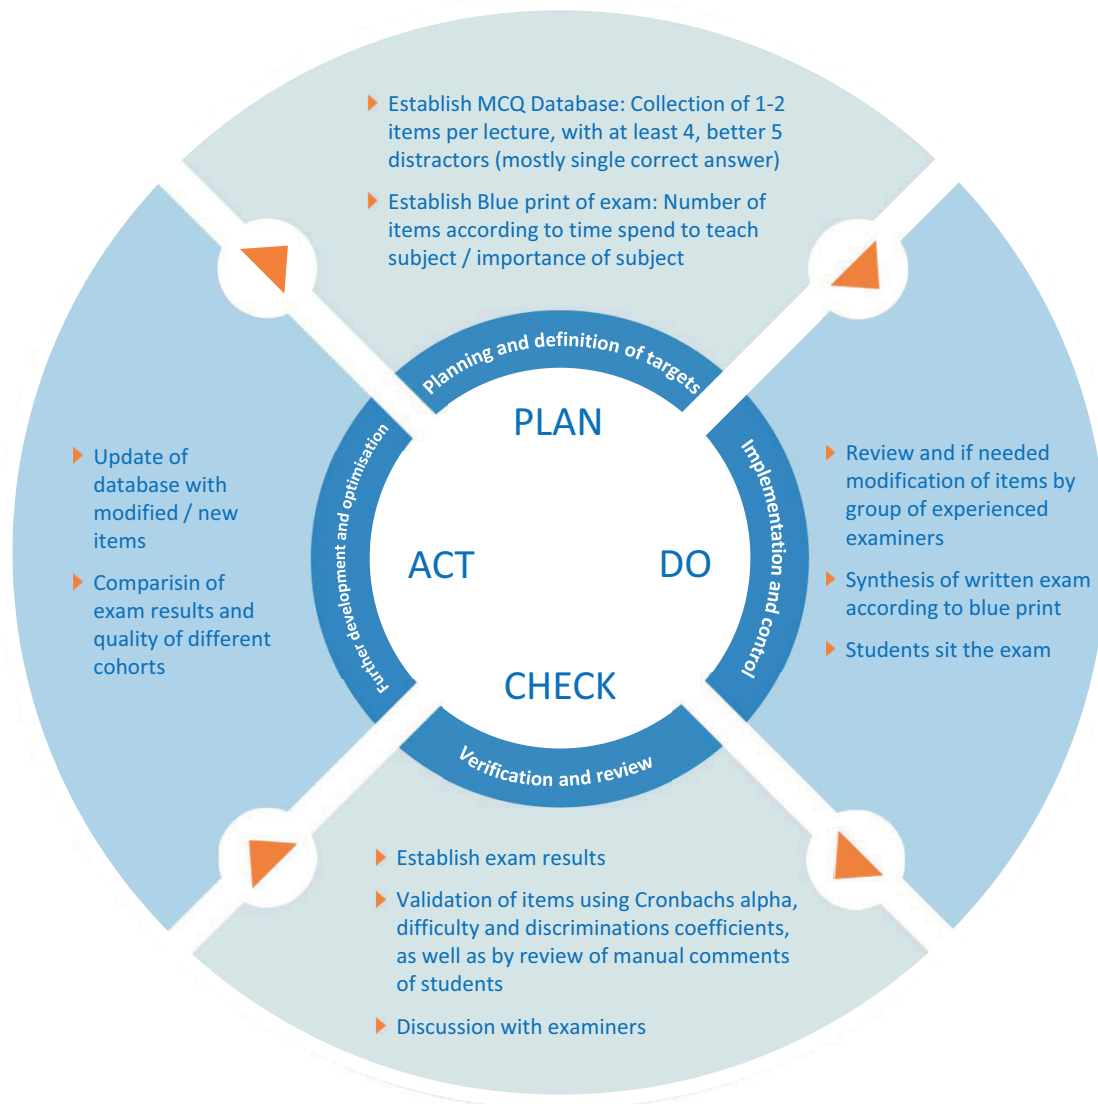 Establish MCQ Database: Collection of 1-2
items per lecture, with at least 4, better 5
distractors (mostly single correct answer)
Establish Blue print of exam: Number of
items according to time spend to teach
subject / importance of subject
Planning and definition of targets
PLAN
Implementation and control
DO
Review and if needed
modification of items by
group of experienced
examiners
Synthesis of written exam
according to blue print
Students sit the exam
CHECK
Verification and review
Establish exam results
Validation of items using Cronbachs alpha,
difficulty and discriminations coefficients,
as well as by review of manual comments
of students
Discussion with examiners
ACT
Further development and optimisation
Update of
database with
modified / new
items
Comparisin of
exam results and
quality of different
cohorts